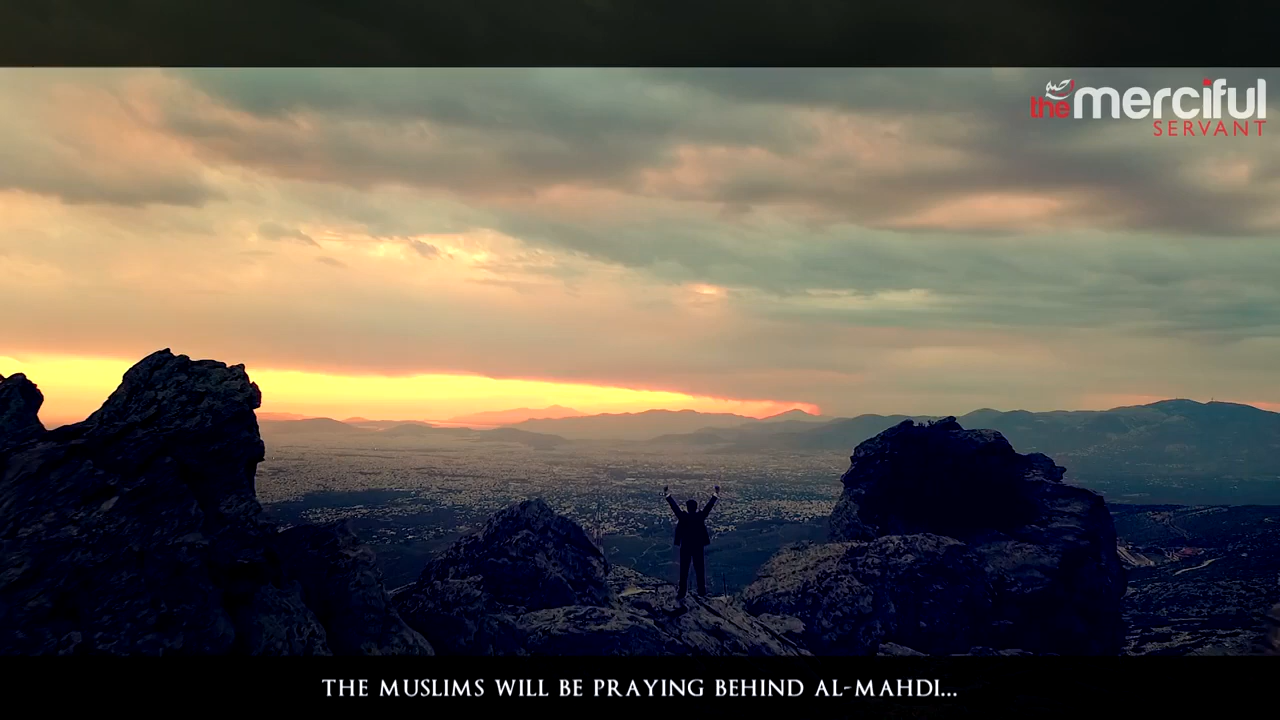 the merciful
SERVANT
THE MUSLIMS WILL BE PRAYING BEHIND AL-MAHDI...